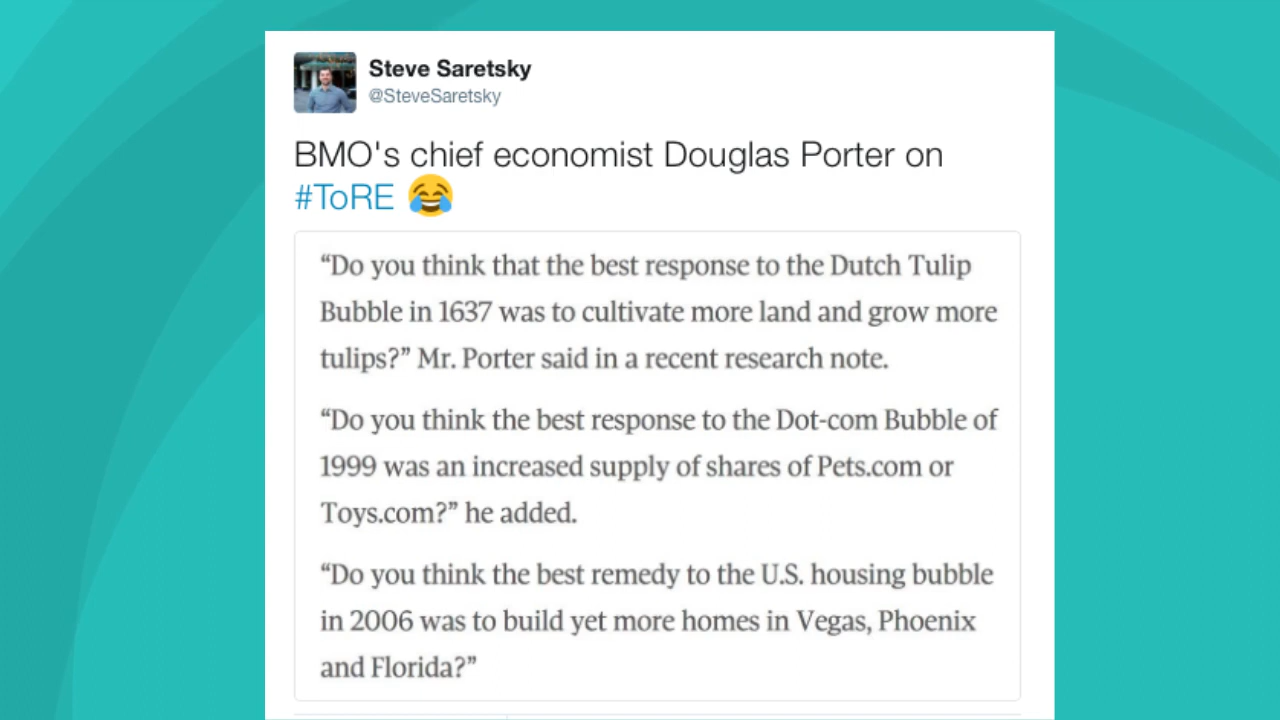 Steve Saretsky
@SteveSaretsky
BMO's chief economist Douglas Porter on
#ToRE 😂
“Do you think that the best response to the Dutch Tulip
Bubble in 1637 was to cultivate more land and grow more
tulips?” Mr. Porter said in a recent research note.
“Do you think the best response to the Dot-com Bubble of
1999 was an increased supply of shares of Pets.com or
Toys.com?” he added.
“Do you think the best remedy to the U.S. housing bubble
in 2006 was to build yet more homes in Vegas, Phoenix
and Florida?”